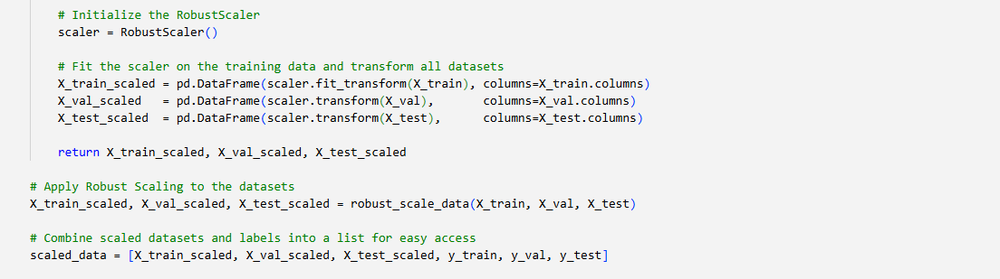 # Initialize the RobustScaler
scaler = RobustScaler()
# Fit the scaler on the training data and transform all datasets
X_train_scaled = pd.DataFrame(scaler.fit_transform(X_train), columns=X_train.columns)
X_val_scaled   = pd.DataFrame(scaler.transform(X_val),       columns=X_val.columns)
X_test_scaled  = pd.DataFrame(scaler.transform(X_test),      columns=X_test.columns)
return X_train_scaled, X_val_scaled, X_test_scaled
# Apply Robust Scaling to the datasets
X_train_scaled, X_val_scaled, X_test_scaled = robust_scale_data(X_train, X_val, X_test)
# Combine scaled datasets and labels into a list for easy access
scaled_data = [X_train_scaled, X_val_scaled, X_test_scaled, y_train, y_val, y_test]